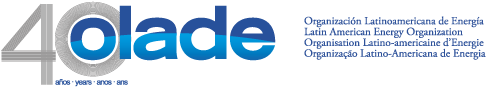 40 olade
años · years · anos · ans
Organización Latinoamericana de Energía
Latin American Energy Organization
Organisation Latino-americaine d'Energie
Organização Latino-Americana de Energia